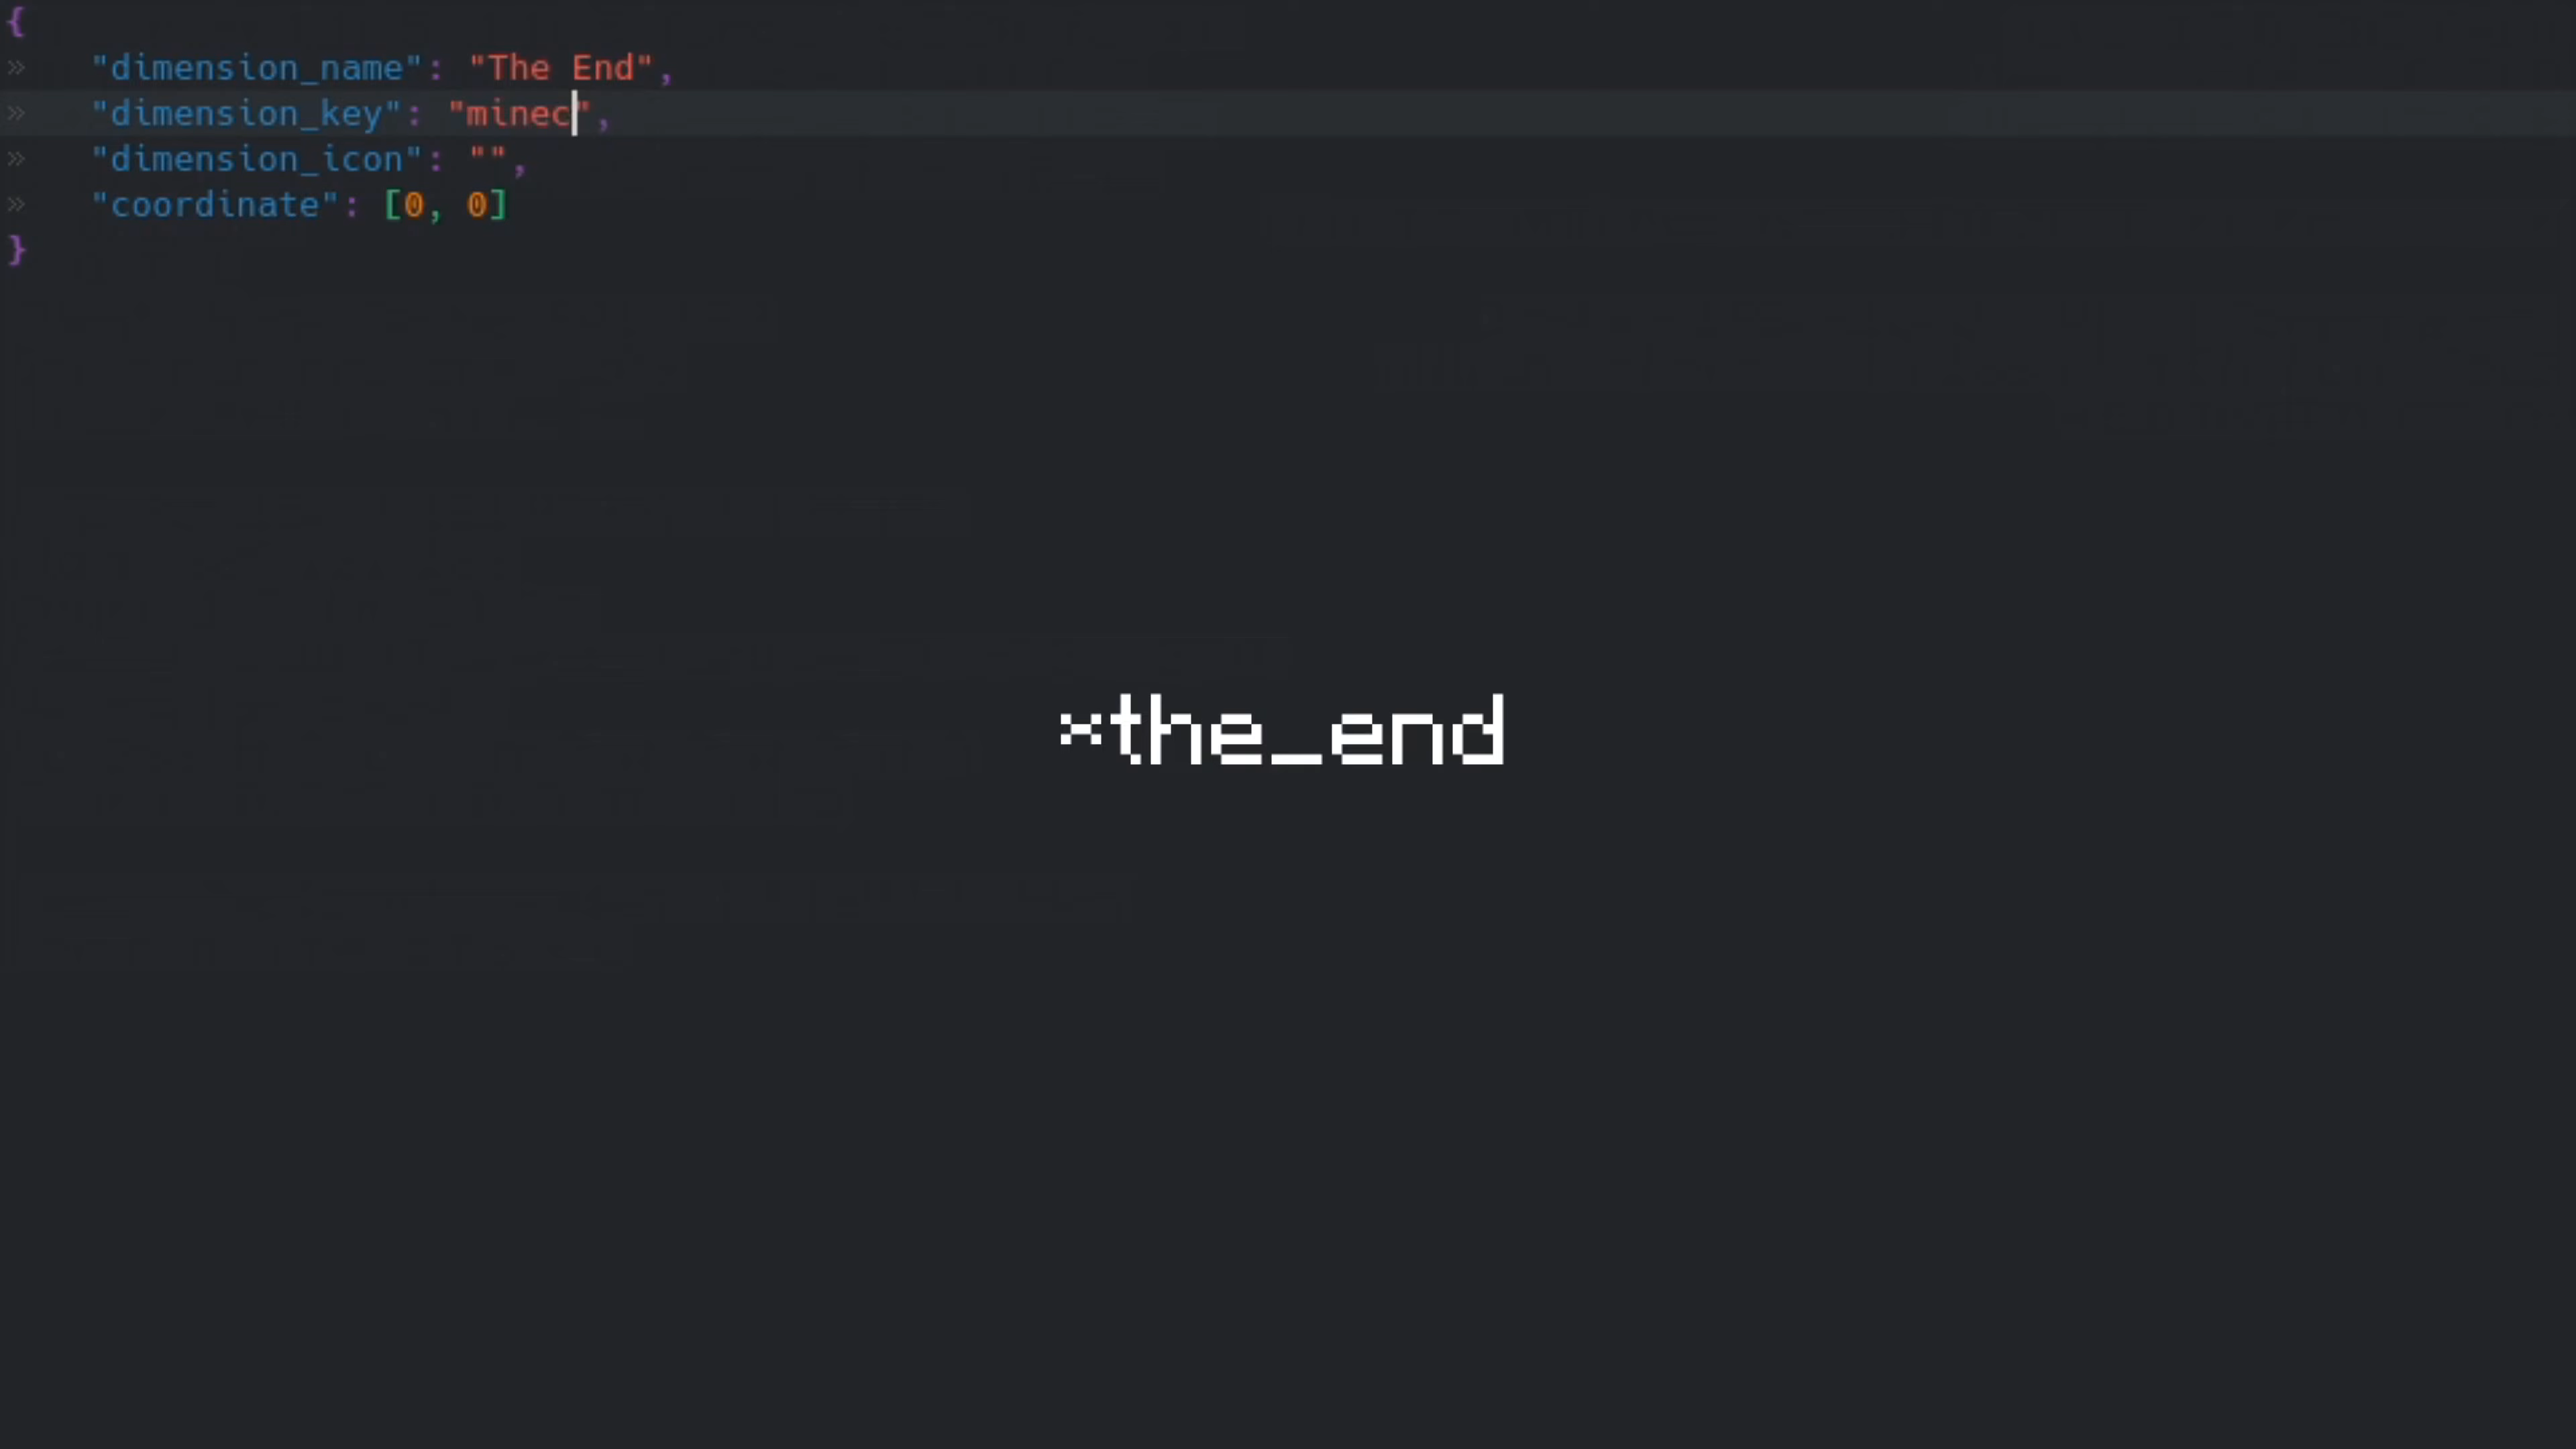 {
» "dimension_name": "The End",
» "dimension_key": "minec",
» "dimension_icon": "",
» "coordinate": [0, 0]
}
*the_end